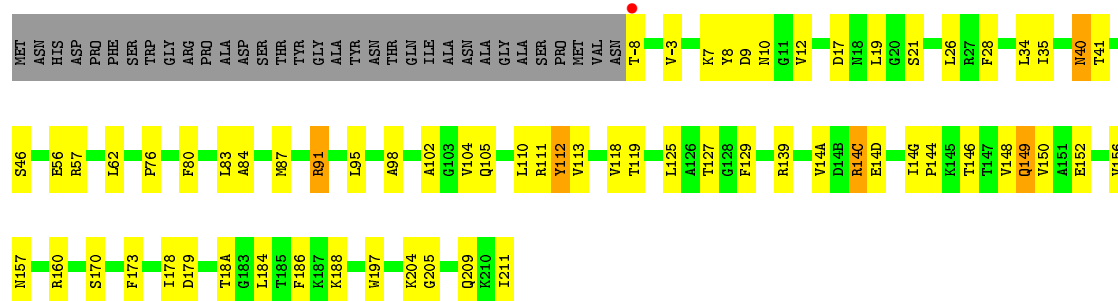 MET ASN HIS ASP PRO PHE SER TRP GLY ARG PRO ALA ASP SER THR TYR GLY ALA TYR ASN THR GLN ILE ALA ASN ALA GLY ALA SER PRO MET VAL ASN T-8 V-3 K7 Y8 D9 N10 G11 V12 D17 N18 L19 G20 S21 L26 R27 F28 L34 I35 N40 T41
S46 E56 R57 L62 P76 F80 L83 A84 M87 R91 L95 A98 A102 G103 V104 Q105 L110 R111 Y112 V113 V118 T119 L125 A126 T127 G128 F129 R139 V14A D14B R14C E14D I14G P144 K145 T146 T147 V148 Q149 V150 A151 E152 V156
N157 R160 S170 F173 I178 D179 T18A G183 L184 T185 F186 K187 K188 W197 K204 G205 Q209 K210 I211